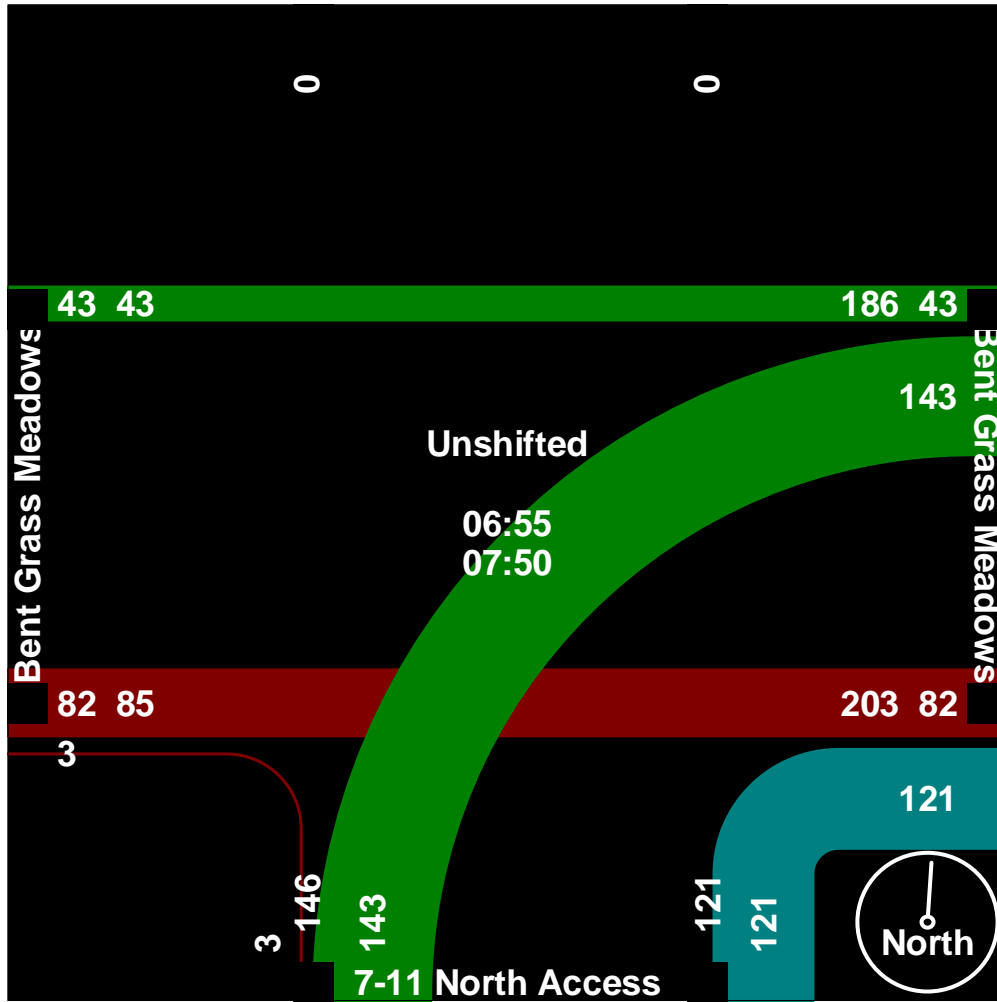 0 0
43 43 186 43
Bent Grass Meadows
Bent Grass Meadows
143
Unshifted
06:55
07:50
82 85 203 82
3
121
3
146
143
121
121
North
7-11 North Access